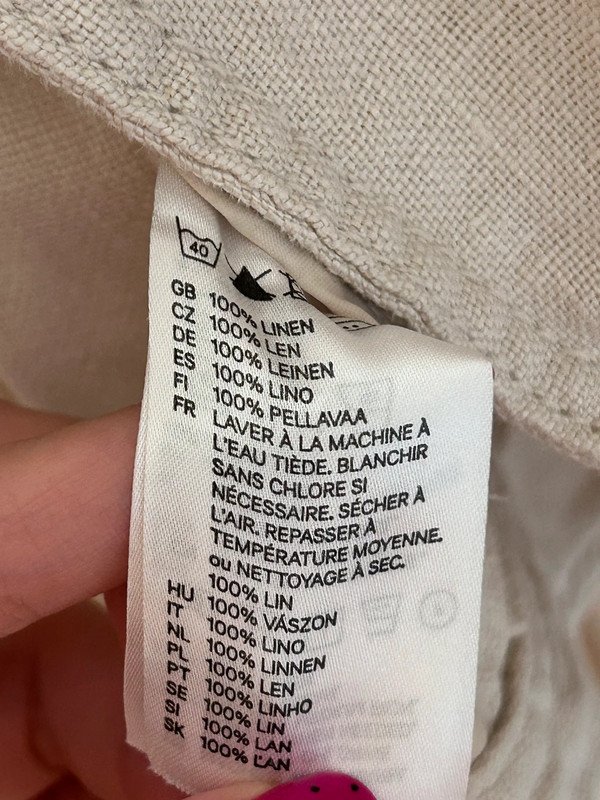 40
GB 100% LINEN
CZ 100% LEN
DE 100% LEINEN
ES 100% LINO
FI 100% PELLAVAA
FR LAVER À LA MACHINE À
L'EAU TIÈDE. BLANCHIR
SANS CHLORE SI
NÉCESSAIRE. SÉCHER À
L'AIR. REPASSER À
TEMPÉRATURE MOYENNE.
ou NETTOYAGE À SEC.
100% LIN
HU 100% VÁSZON
IT 100% LINO
NL 100% LINNEN
PL 100% LEN
PT 100% LINHO
SE 100% LIN
SI 100% LAN
SK 100% ĽAN